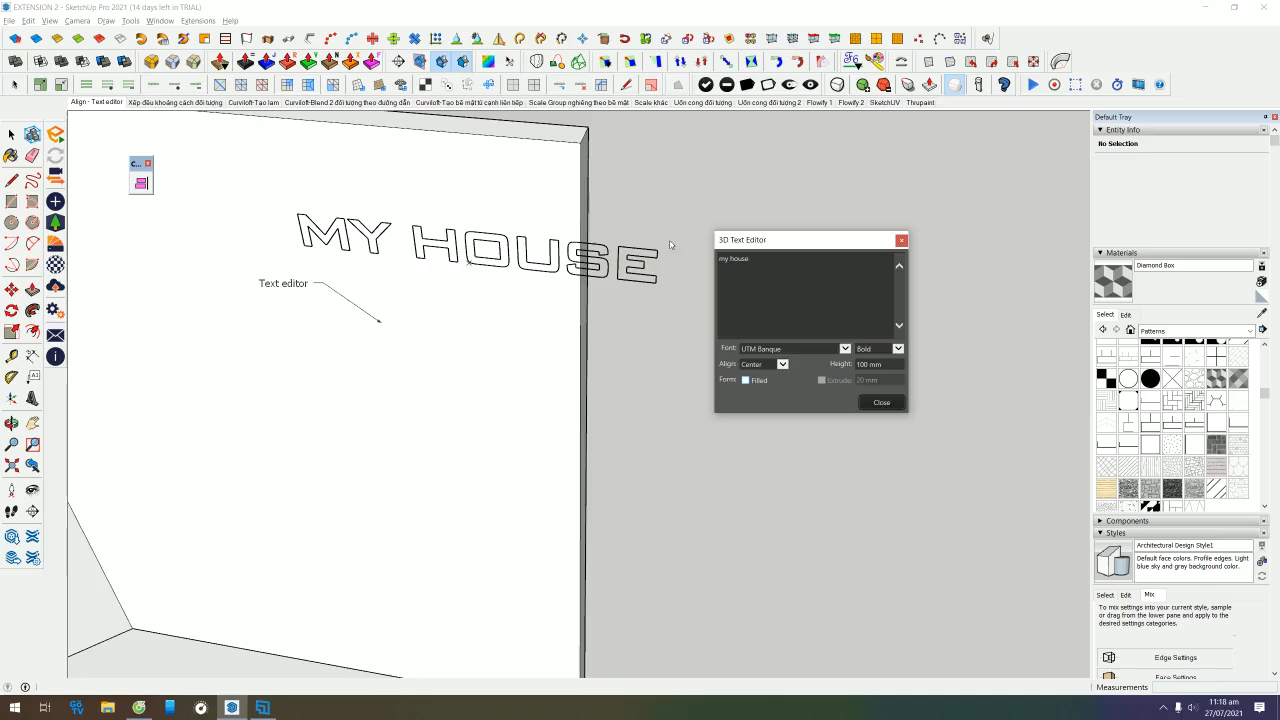 EXTENSION 2 - SketchUp Pro 2021 (14 days left in TRIAL)
File Edit View Camera Draw Tools Window Extensions Help
Align - Text editor Xếp đều khoảng cách đối tượng Curviloft-Tạo lam Curviloft-Blend 2 đối tượng theo đường dẫn Curviloft-Tạo bề mặt từ cạnh liên tiếp Scale Group nghiêng theo bề mặt Scale khác Uốn cong đối tượng Uốn cong đối tượng 2 Flowify 1 Flowify 2 SketchUV Thrupaint
Default Tray
Entity Info
No Selection
C...
MY HOUSE
Text editor
3D Text Editor
my house
Font: UTM Banque Bold
Align: Center Height: 100 mm
Form: Filled Extrude: 20 mm
Close
Materials
Diamond Box
Select Edit
Patterns
Components
Styles
Architectural Design Style1
Default face colors. Profile edges. Light
blue sky and gray background color.
Select Edit Mix
To mix settings into your current style, sample
or drag from the lower pane and apply to the
desired settings categories.
Edge Settings
Face Settings
Measurements
11:18 am
27/07/2021